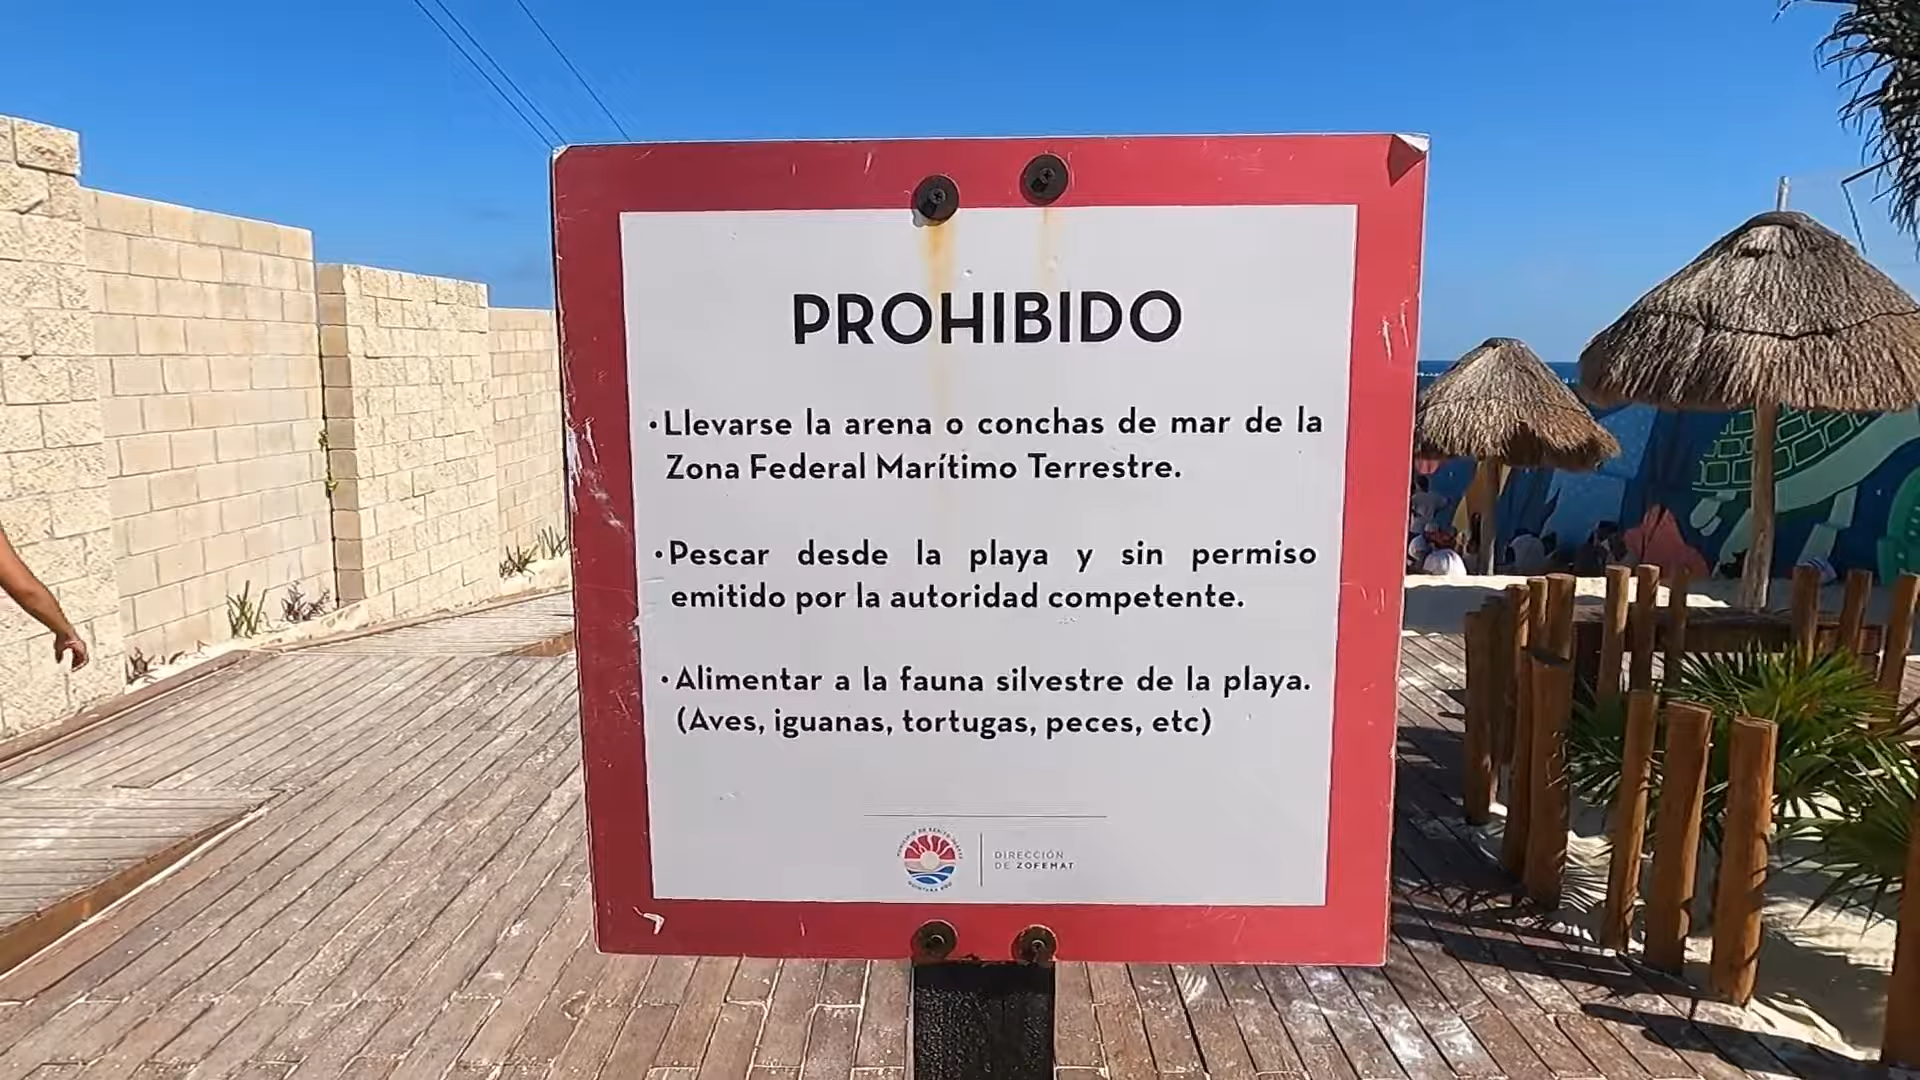 PROHIBIDO
•Llevarse la arena o conchas de mar de la
Zona Federal Marítimo Terrestre.
•Pescar desde la playa y sin permiso
emitido por la autoridad competente.
•Alimentar a la fauna silvestre de la playa.
(Aves, iguanas, tortugas, peces, etc)
DIRECCIÓN
DE ZOFEMAT